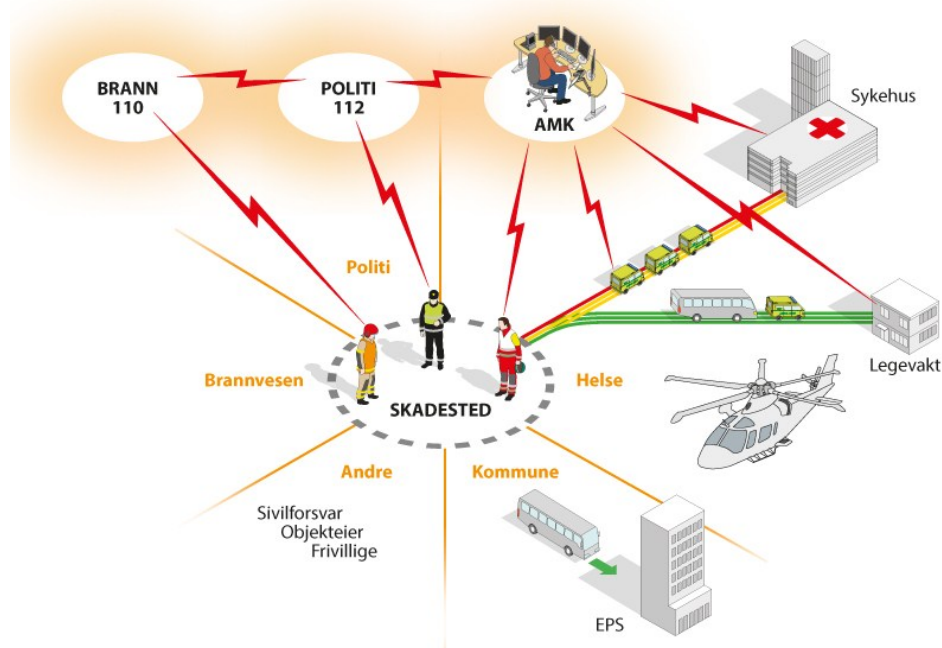 BRANN
110
POLITI
112
AMK
Sykehus
Politi
Legevakt
Brannvesen
Helse
SKADESTED
Andre
Kommune
Sivilforsvar
Objekteier
Frivillige
EPS